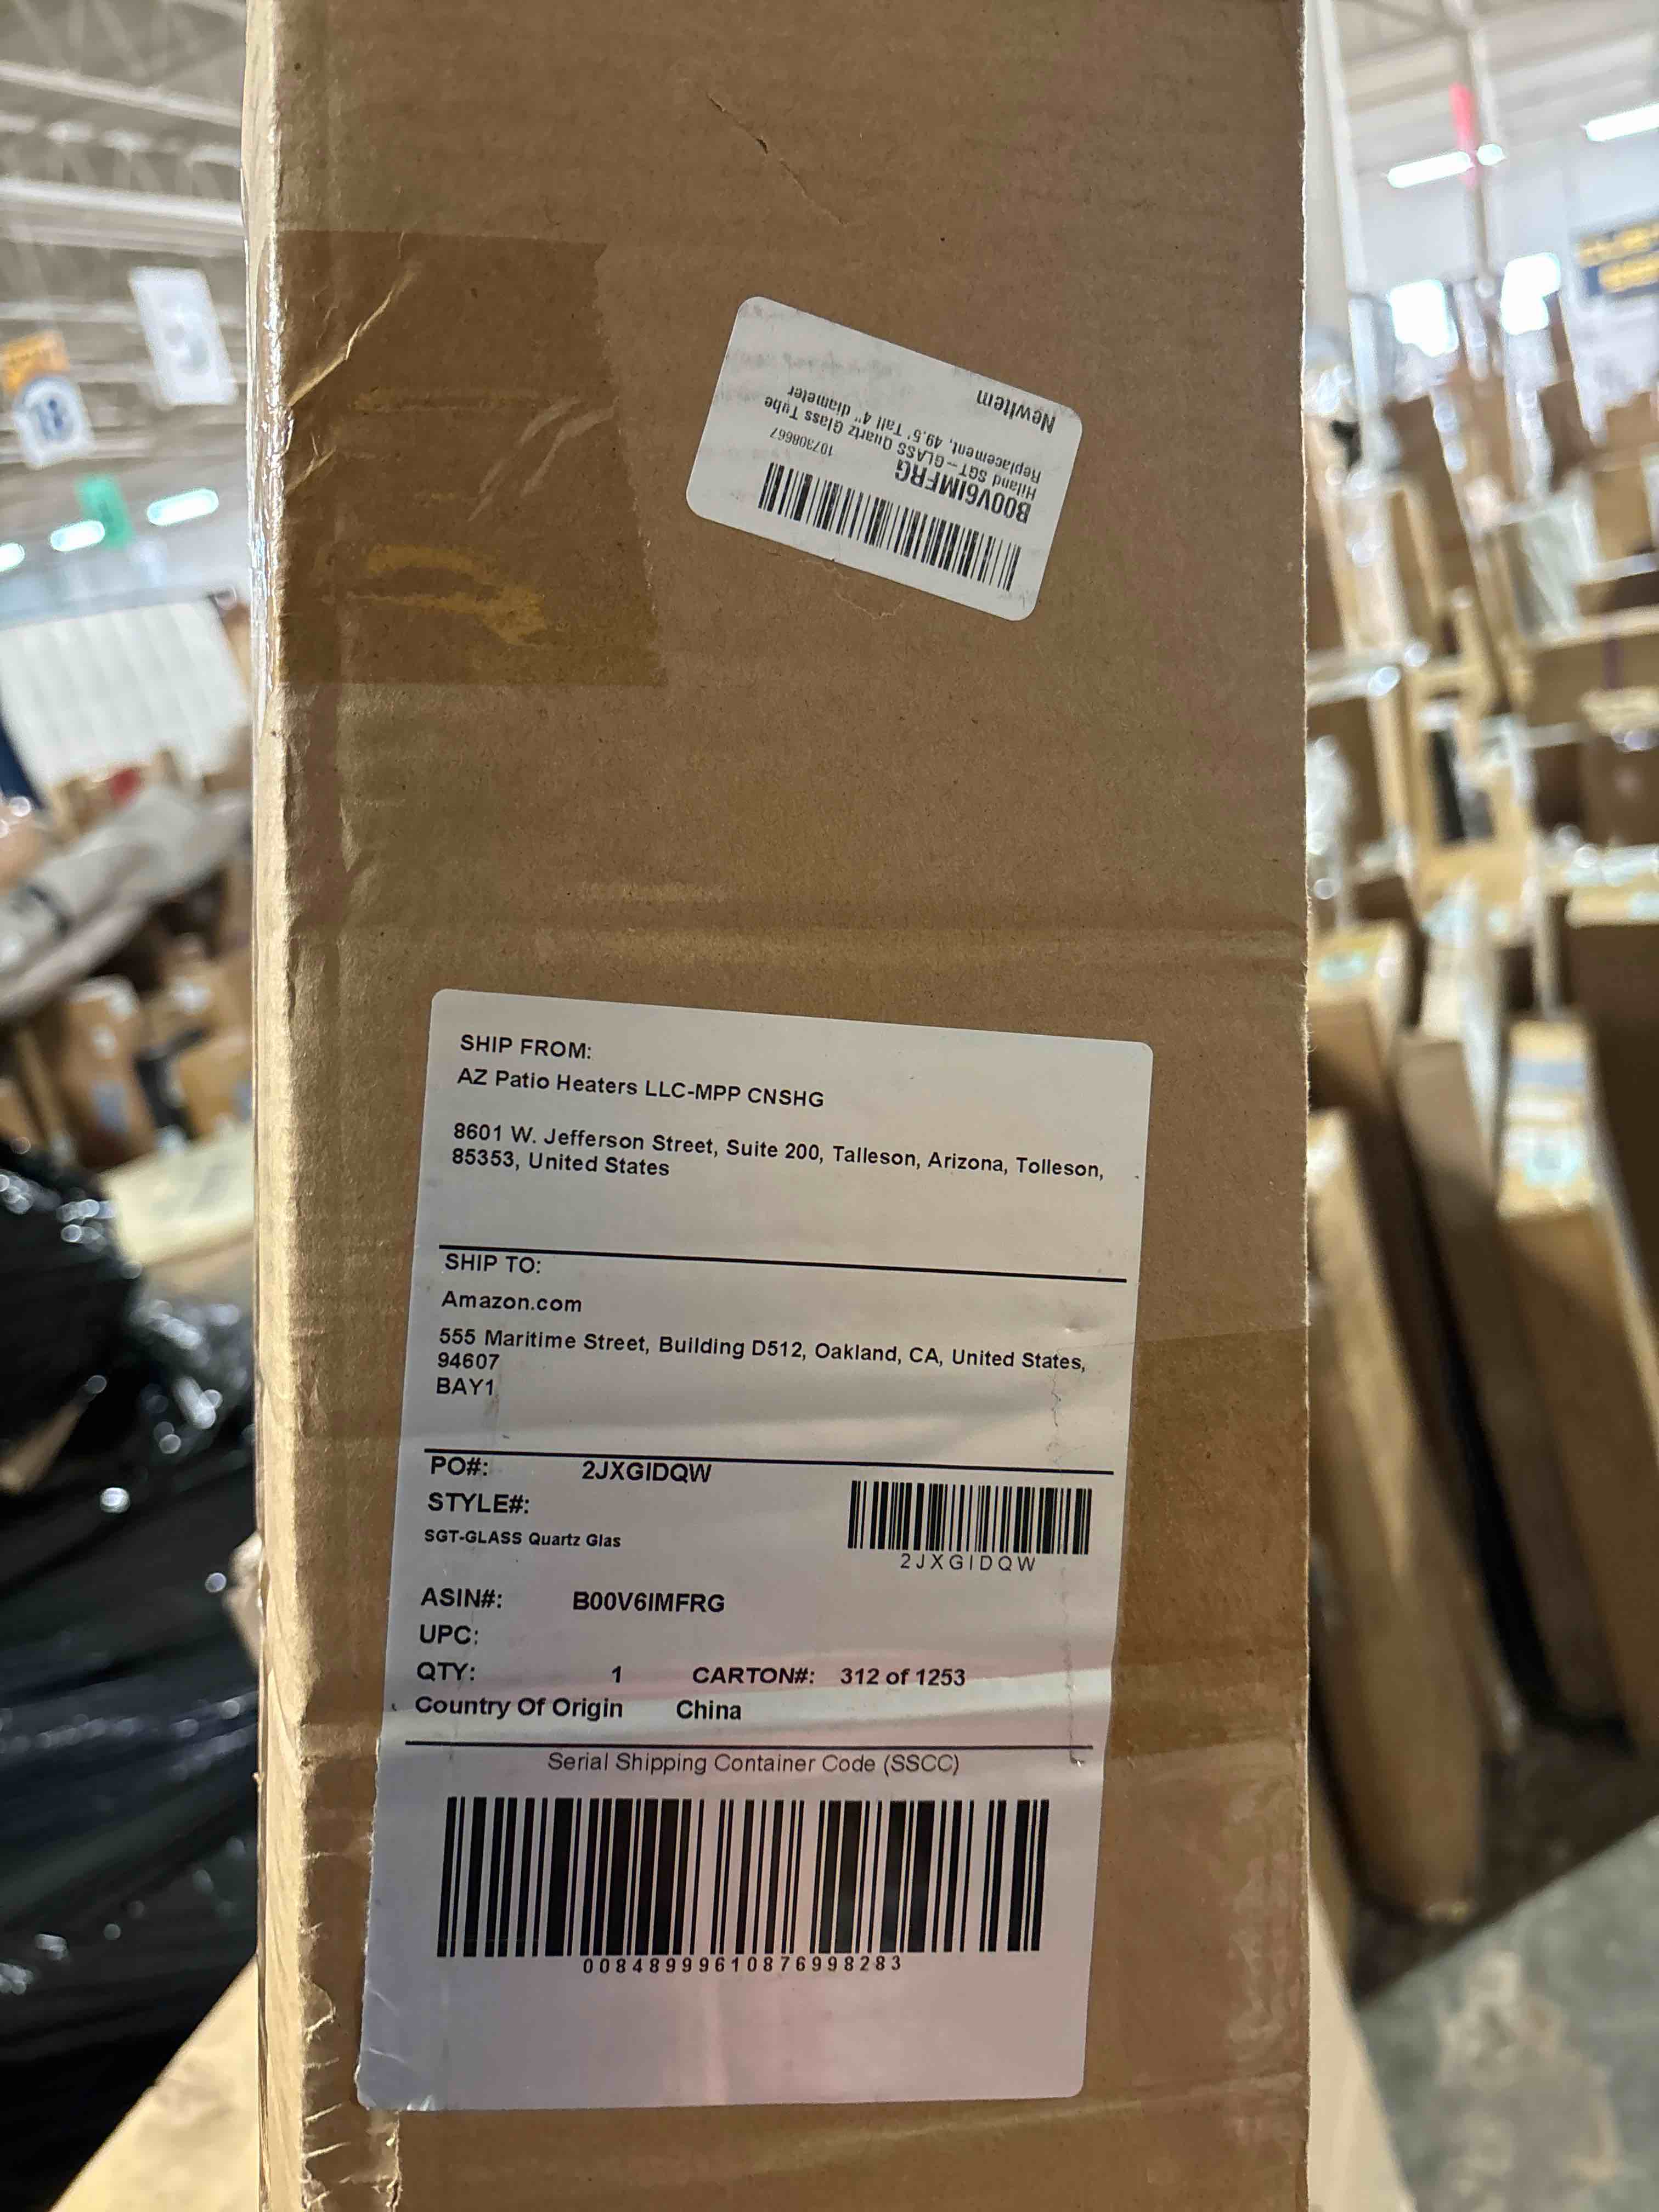 B00V6IMFRG
107308667
Hiland SGT-GLASS Quartz Glass Tube
Replacement, 49.5' Tall 4" diameter
NewItem
SHIP FROM:
AZ Patio Heaters LLC-MPP CNSHG
8601 W. Jefferson Street, Suite 200, Talleson, Arizona, Tolleson,
85353, United States
SHIP TO:
Amazon.com
555 Maritime Street, Building D512, Oakland, CA, United States,
94607
BAY1
PO#: 2JXGIDQW
STYLE#:
SGT-GLASS Quartz Glas
2JXGIDQW
ASIN#: B00V6IMFRG
UPC:
QTY: 1 CARTON#: 312 of 1253
Country Of Origin China
Serial Shipping Container Code (SSCC)
00848999610876998283